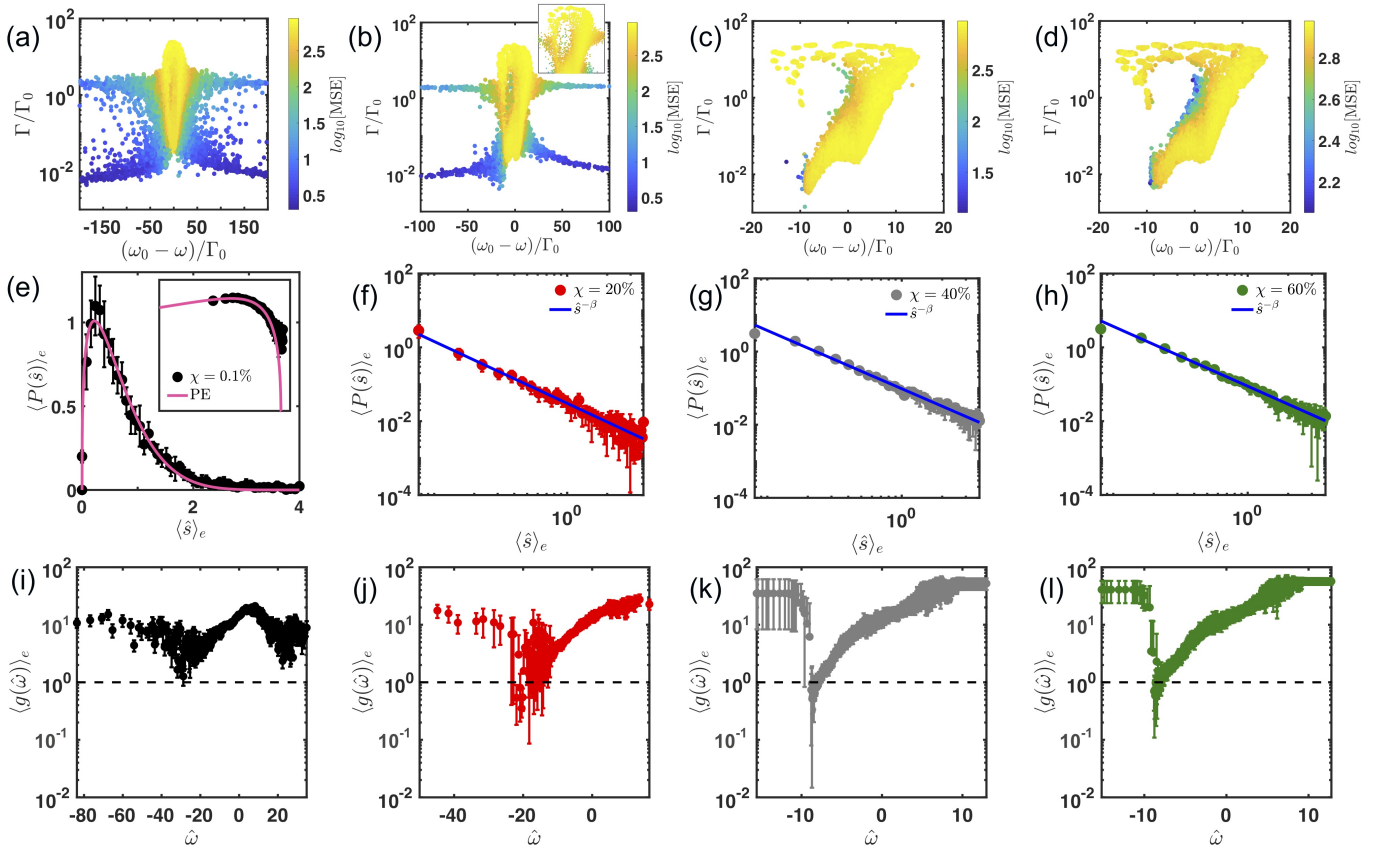 (a)
10^2
10^0
10^-2
Γ/Γ_0
-150 -50 0 50 150
(ω_0 − ω)/Γ_0
2.5
2
1.5
1
0.5
log_10[MSE]
(b)
10^2
10^0
10^-2
Γ/Γ_0
-100 -50 0 50 100
(ω_0 − ω)/Γ_0
2.5
2
1.5
1
0.5
log_10[MSE]
(c)
10^2
10^0
10^-2
Γ/Γ_0
-20 -10 0 10 20
(ω_0 − ω)/Γ_0
2.5
2
1.5
log_10[MSE]
(d)
10^2
10^0
10^-2
Γ/Γ_0
-20 -10 0 10 20
(ω_0 − ω)/Γ_0
2.8
2.6
2.4
2.2
log_10[MSE]
(e)
1
0.5
0
⟨P(ŝ)⟩_e
χ = 0.1%
PE
0 2 4
⟨ŝ⟩_e
(f)
10^2
10^0
10^-2
10^-4
⟨P(ŝ)⟩_e
χ = 20%
ŝ^−β
10^0
⟨ŝ⟩_e
(g)
10^2
10^0
10^-2
10^-4
⟨P(ŝ)⟩_e
χ = 40%
ŝ^−β
10^0
⟨ŝ⟩_e
(h)
10^2
10^0
10^-2
10^-4
⟨P(ŝ)⟩_e
χ = 60%
ŝ^−β
10^0
⟨ŝ⟩_e
(i)
10^2
10^1
10^0
10^-1
10^-2
⟨g(ω̂)⟩_e
-80 -60 -40 -20 0 20
ω̂
(j)
10^2
10^1
10^0
10^-1
10^-2
⟨g(ω̂)⟩_e
-40 -20 0
ω̂
(k)
10^2
10^1
10^0
10^-1
10^-2
⟨g(ω̂)⟩_e
-10 0 10
ω̂
(l)
10^2
10^1
10^0
10^-1
10^-2
⟨g(ω̂)⟩_e
-10 0 10
ω̂